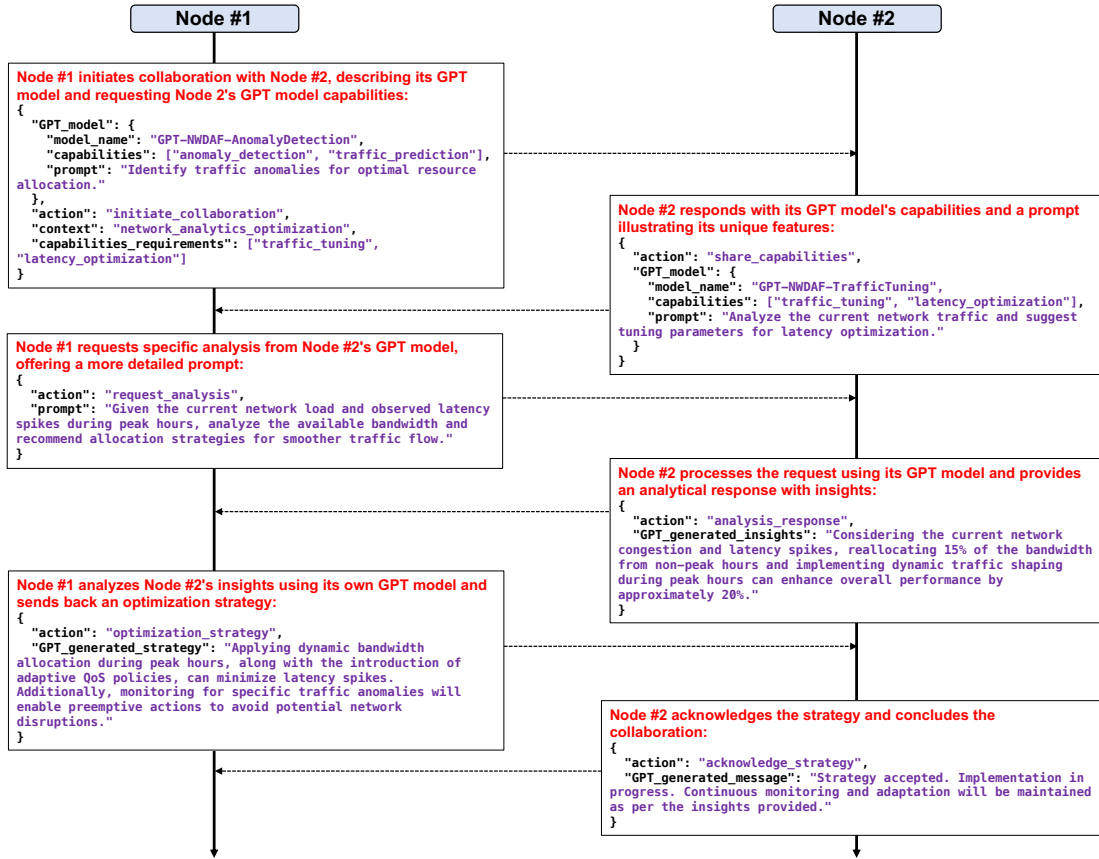 Node #1
Node #2
Node #1 initiates collaboration with Node #2, describing its GPT
model and requesting Node 2's GPT model capabilities:
{
  "GPT_model": {
    "model_name": "GPT-NWDAF-AnomalyDetection",
    "capabilities": ["anomaly_detection", "traffic_prediction"],
    "prompt": "Identify traffic anomalies for optimal resource
allocation."
  },
  "action": "initiate_collaboration",
  "context": "network_analytics_optimization",
  "capabilities_requirements": ["traffic_tuning",
"latency_optimization"]
}
Node #2 responds with its GPT model's capabilities and a prompt
illustrating its unique features:
{
  "action": "share_capabilities",
  "GPT_model": {
    "model_name": "GPT-NWDAF-TrafficTuning",
    "capabilities": ["traffic_tuning", "latency_optimization"],
    "prompt": "Analyze the current network traffic and suggest
tuning parameters for latency optimization."
  }
}
Node #1 requests specific analysis from Node #2's GPT model,
offering a more detailed prompt:
{
  "action": "request_analysis",
  "prompt": "Given the current network load and observed latency
spikes during peak hours, analyze the available bandwidth and
recommend allocation strategies for smoother traffic flow."
}
Node #2 processes the request using its GPT model and provides
an analytical response with insights:
{
  "action": "analysis_response",
  "GPT_generated_insights": "Considering the current network
congestion and latency spikes, reallocating 15% of the bandwidth
from non-peak hours and implementing dynamic traffic shaping
during peak hours can enhance overall performance by
approximately 20%."
}
Node #1 analyzes Node #2's insights using its own GPT model and
sends back an optimization strategy:
{
  "action": "optimization_strategy",
  "GPT_generated_strategy": "Applying dynamic bandwidth
allocation during peak hours, along with the introduction of
adaptive QoS policies, can minimize latency spikes.
Additionally, monitoring for specific traffic anomalies will
enable preemptive actions to avoid potential network
disruptions."
}
Node #2 acknowledges the strategy and concludes the
collaboration:
{
  "action": "acknowledge_strategy",
  "GPT_generated_message": "Strategy accepted. Implementation in
progress. Continuous monitoring and adaptation will be maintained
as per the insights provided."
}